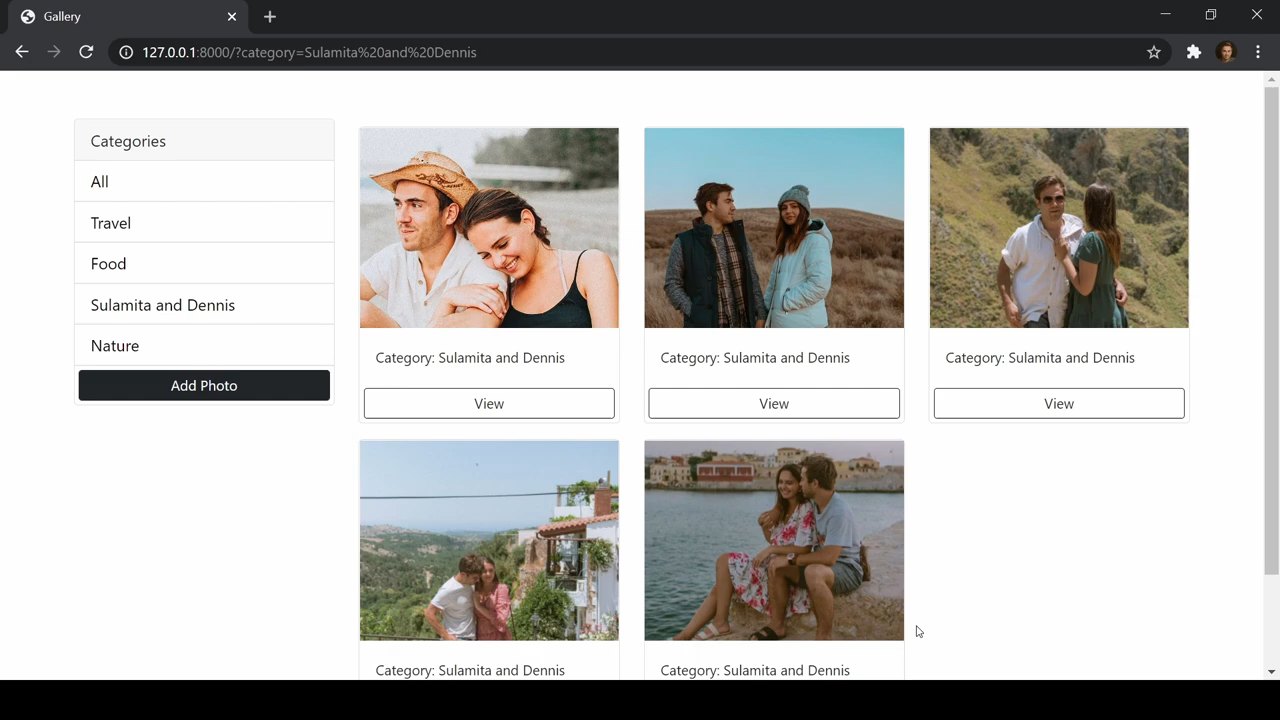 Gallery
127.0.0.1:8000/?category=Sulamita%20and%20Dennis
Categories
All
Travel
Food
Sulamita and Dennis
Nature
Add Photo
Category: Sulamita and Dennis
Category: Sulamita and Dennis
Category: Sulamita and Dennis
View
View
View
Category: Sulamita and Dennis
Category: Sulamita and Dennis